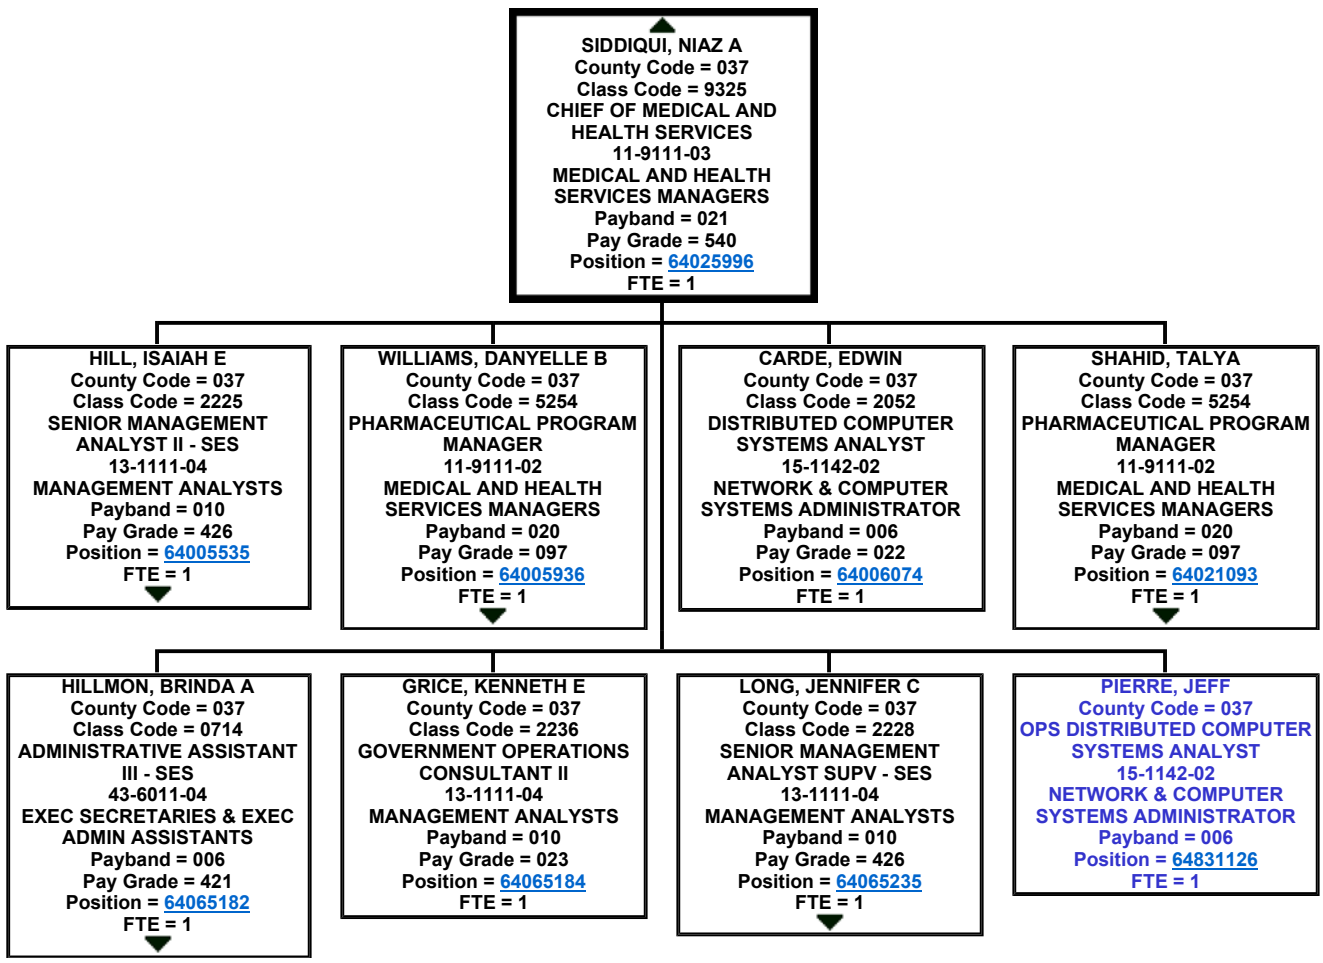 SIDDIQUI, NIAZ A
County Code = 037
Class Code = 9325
CHIEF OF MEDICAL AND
HEALTH SERVICES
11-9111-03
MEDICAL AND HEALTH
SERVICES MANAGERS
Payband = 021
Pay Grade = 540
Position = 64025996
FTE = 1
HILL, ISAIAH E
County Code = 037
Class Code = 2225
SENIOR MANAGEMENT
ANALYST II - SES
13-1111-04
MANAGEMENT ANALYSTS
Payband = 010
Pay Grade = 426
Position = 64005535
FTE = 1
WILLIAMS, DANYELLE B
County Code = 037
Class Code = 5254
PHARMACEUTICAL PROGRAM
MANAGER
11-9111-02
MEDICAL AND HEALTH
SERVICES MANAGERS
Payband = 020
Pay Grade = 097
Position = 64005936
FTE = 1
CARDE, EDWIN
County Code = 037
Class Code = 2052
DISTRIBUTED COMPUTER
SYSTEMS ANALYST
15-1142-02
NETWORK & COMPUTER
SYSTEMS ADMINISTRATOR
Payband = 006
Pay Grade = 022
Position = 64006074
FTE = 1
SHAHID, TALYA
County Code = 037
Class Code = 5254
PHARMACEUTICAL PROGRAM
MANAGER
11-9111-02
MEDICAL AND HEALTH
SERVICES MANAGERS
Payband = 020
Pay Grade = 097
Position = 64021093
FTE = 1
HILLMON, BRINDA A
County Code = 037
Class Code = 0714
ADMINISTRATIVE ASSISTANT
III - SES
43-6011-04
EXEC SECRETARIES & EXEC
ADMIN ASSISTANTS
Payband = 006
Pay Grade = 421
Position = 64065182
FTE = 1
GRICE, KENNETH E
County Code = 037
Class Code = 2236
GOVERNMENT OPERATIONS
CONSULTANT II
13-1111-04
MANAGEMENT ANALYSTS
Payband = 010
Pay Grade = 023
Position = 64065184
FTE = 1
LONG, JENNIFER C
County Code = 037
Class Code = 2228
SENIOR MANAGEMENT
ANALYST SUPV - SES
13-1111-04
MANAGEMENT ANALYSTS
Payband = 010
Pay Grade = 426
Position = 64065235
FTE = 1
PIERRE, JEFF
County Code = 037
OPS DISTRIBUTED COMPUTER
SYSTEMS ANALYST
15-1142-02
NETWORK & COMPUTER
SYSTEMS ADMINISTRATOR
Payband = 006
Position = 64831126
FTE = 1